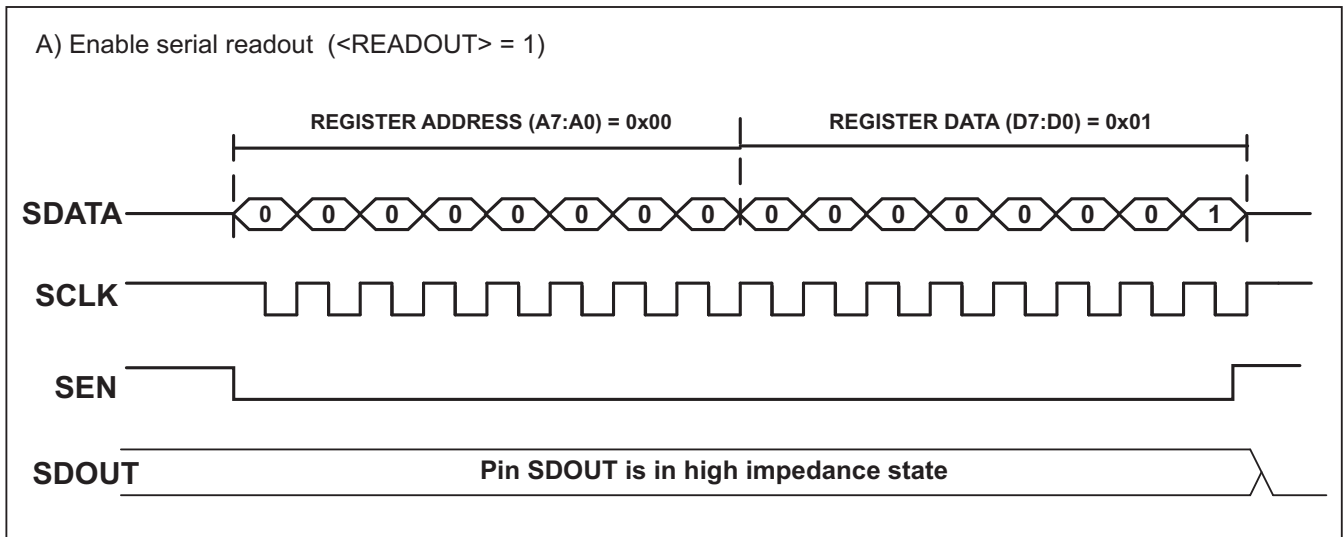 A) Enable serial readout (<READOUT> = 1)
REGISTER ADDRESS (A7:A0) = 0x00 REGISTER DATA (D7:D0) = 0x01
SDATA 0 0 0 0 0 0 0 0 0 0 0 0 0 0 0 1
SCLK
SEN
SDOUT Pin SDOUT is in high impedance state